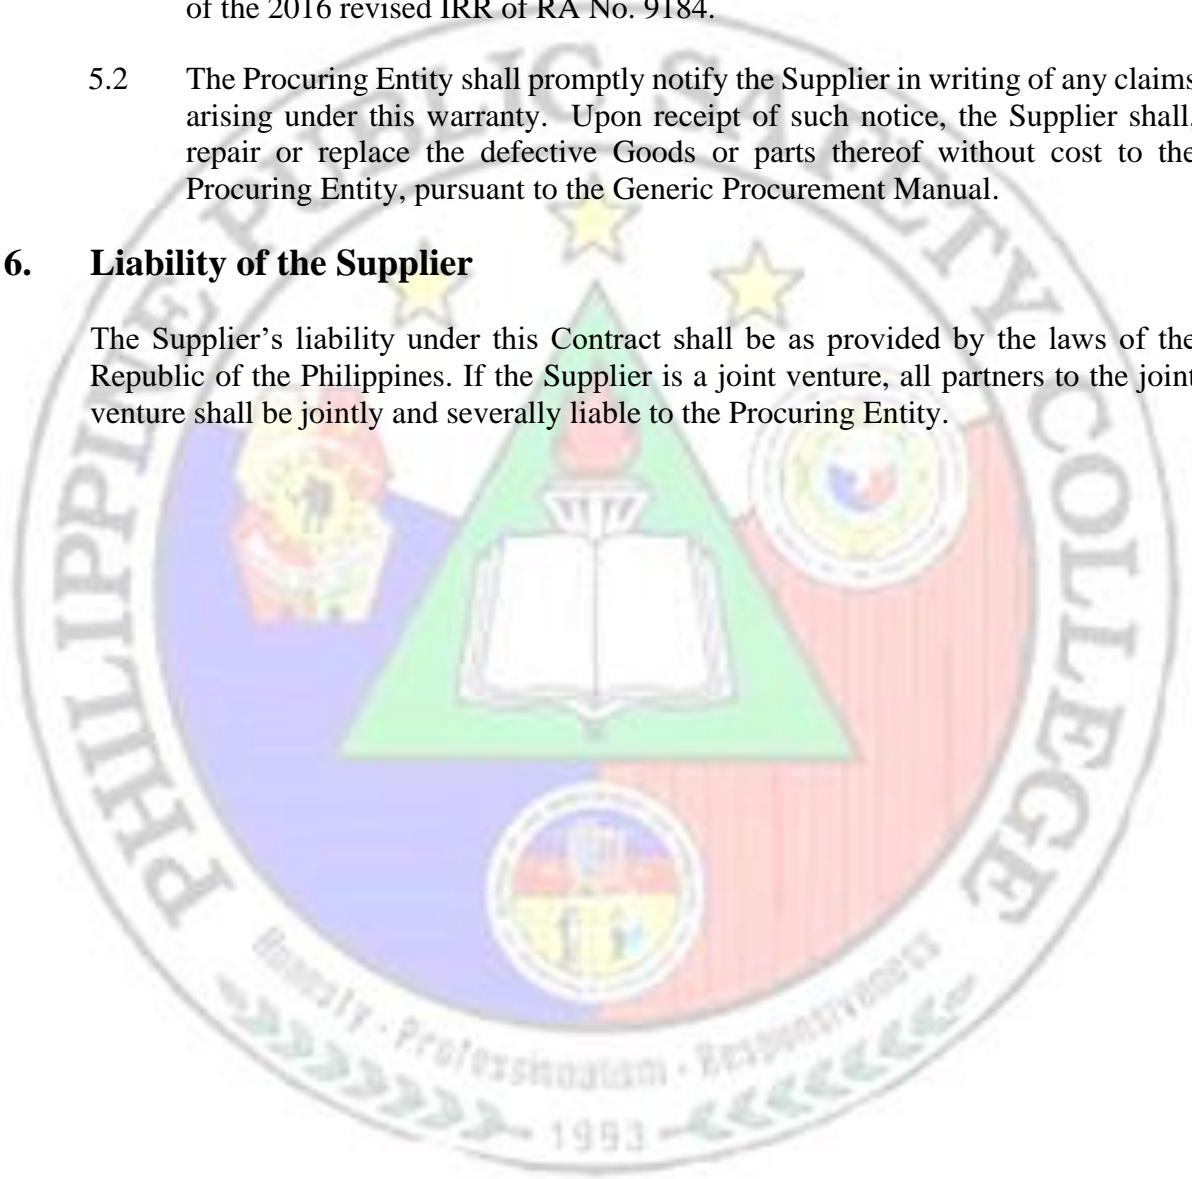 of the 2016 revised IRR of RA No. 9184.
5.2 The Procuring Entity shall promptly notify the Supplier in writing of any claims
arising under this warranty. Upon receipt of such notice, the Supplier shall,
repair or replace the defective Goods or parts thereof without cost to the
Procuring Entity, pursuant to the Generic Procurement Manual.
6. Liability of the Supplier
The Supplier’s liability under this Contract shall be as provided by the laws of the
Republic of the Philippines. If the Supplier is a joint venture, all partners to the joint
venture shall be jointly and severally liable to the Procuring Entity.
PHILIPPINE PUBLIC SAFETY COLLEGE
Honesty · Professionalism · Responsiveness
1993